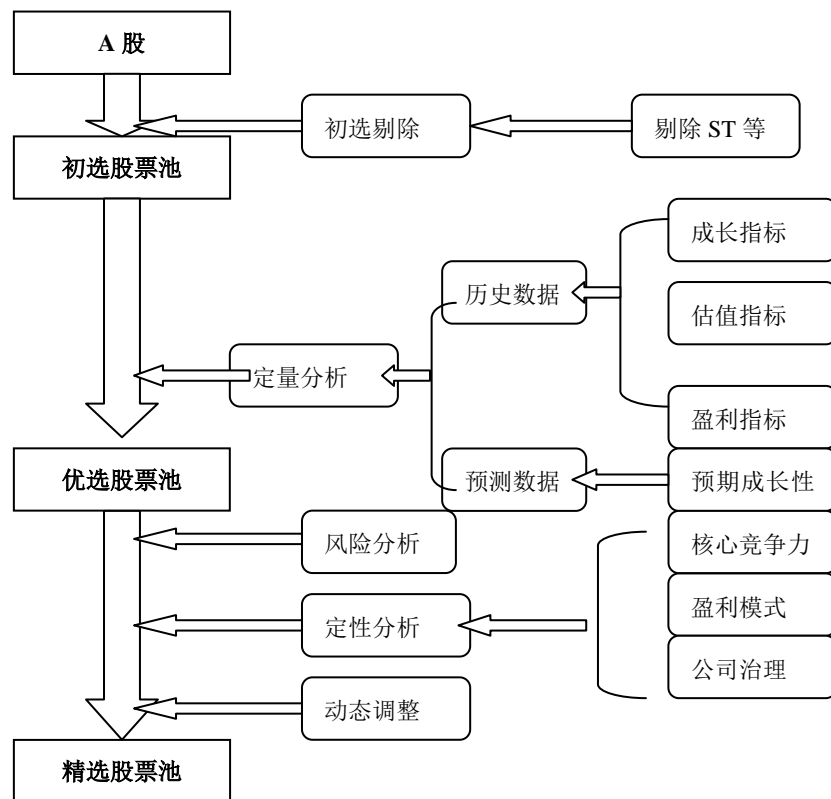 A 股
初选剔除
剔除 ST 等
初选股票池
成长指标
历史数据
估值指标
定量分析
盈利指标
优选股票池
预测数据
预期成长性
风险分析
核心竞争力
盈利模式
定性分析
公司治理
动态调整
精选股票池